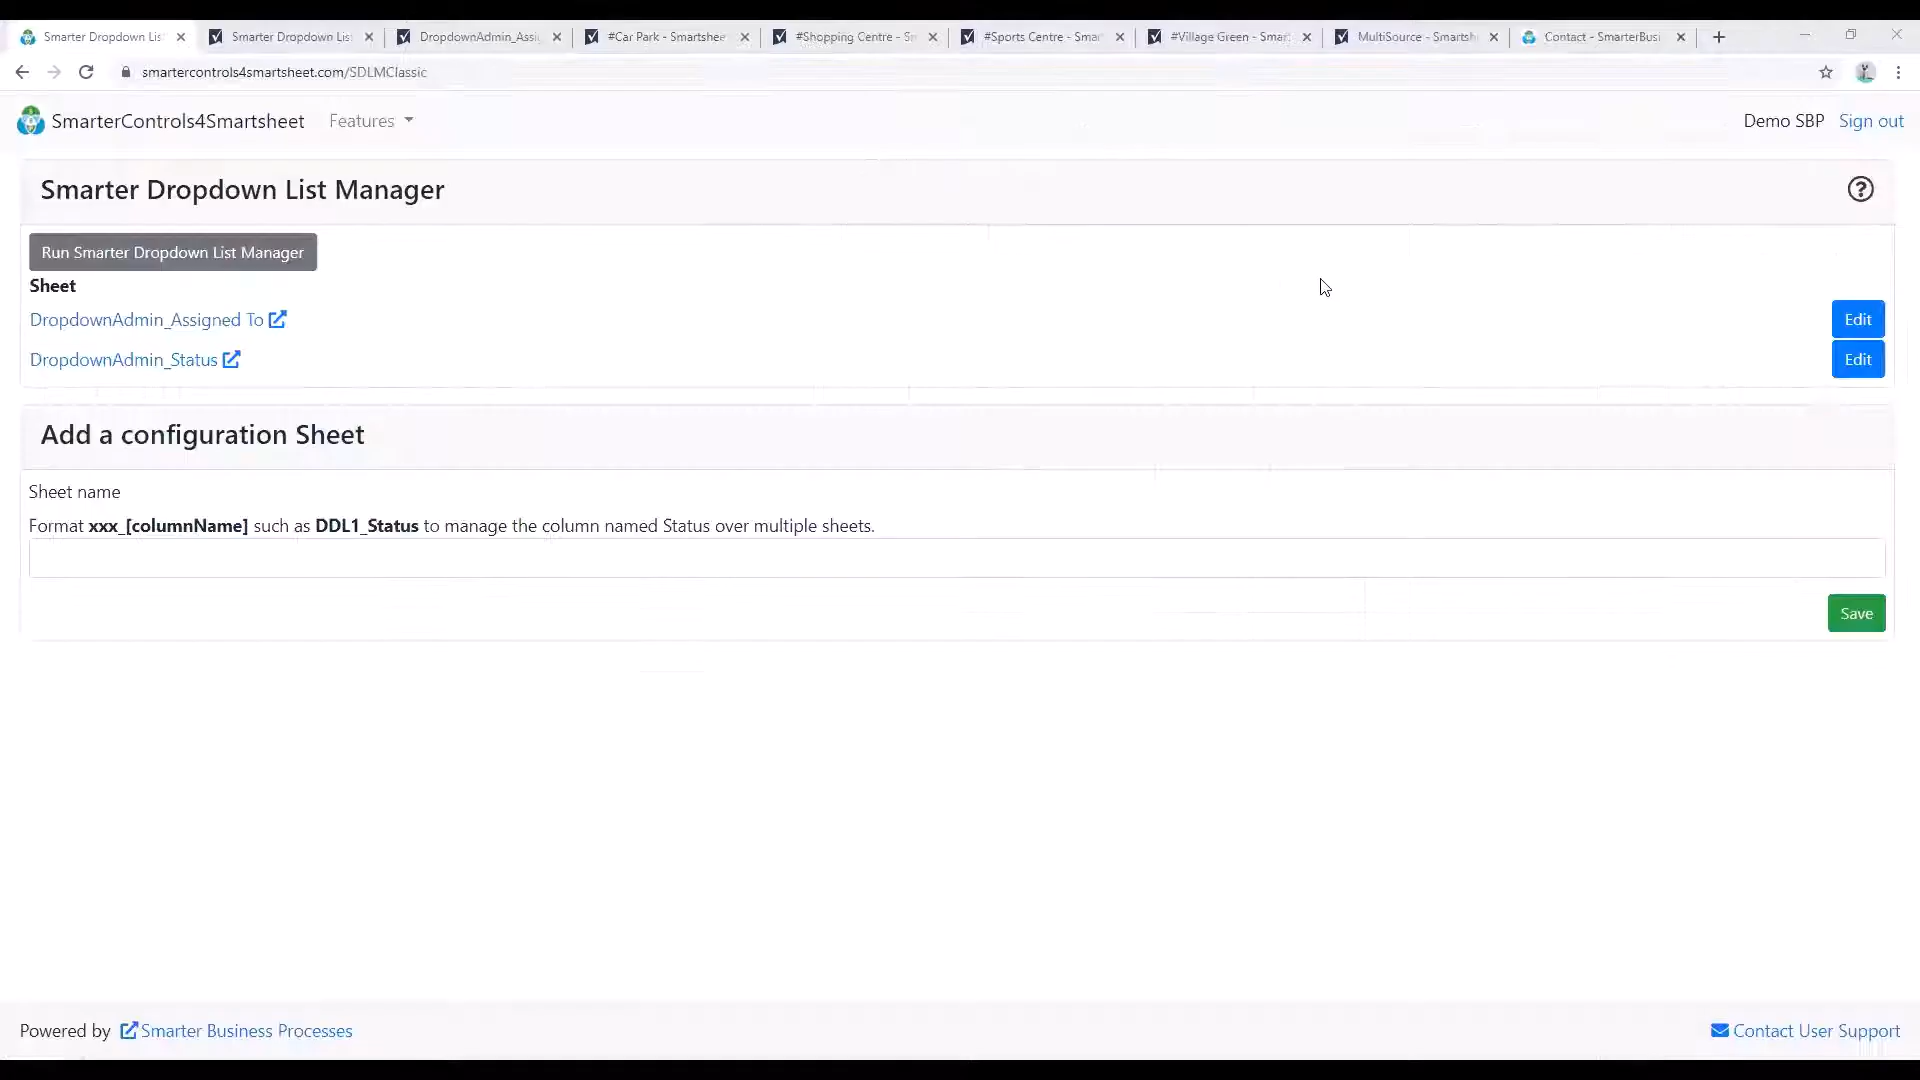 Smarter Dropdown Lis
Smarter Dropdown Lis
DropdownAdmin_Assig
#Car Park - Smartshee
#Shopping Centre - Sm
#Sports Centre - Smar
#Village Green - Smar
MultiSource - Smartsh
Contact - SmarterBusi
smartercontrols4smartsheet.com/SDLMClassic
SmarterControls4Smartsheet
Features
Demo SBP
Sign out
Smarter Dropdown List Manager
Run Smarter Dropdown List Manager
Sheet
DropdownAdmin_Assigned To
Edit
DropdownAdmin_Status
Edit
Add a configuration Sheet
Sheet name
Format xxx_[columnName] such as DDL1_Status to manage the column named Status over multiple sheets.
Save
Powered by Smarter Business Processes
Contact User Support